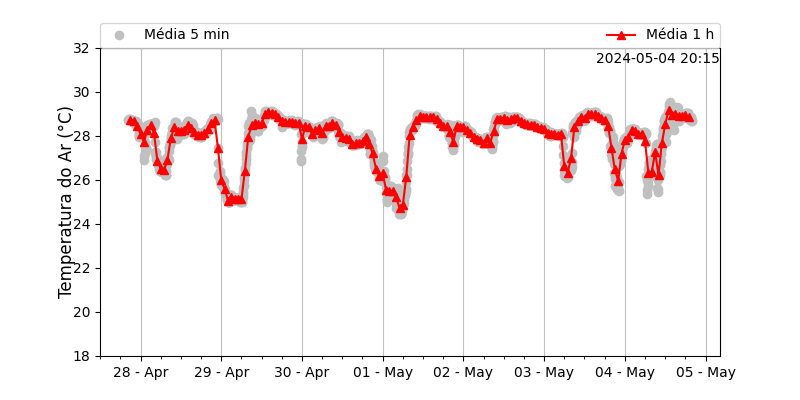 Média 5 min
Média 1 h
2024-05-04 20:15
Temperatura do Ar (°C)
32
30
28
26
24
22
20
18
28 - Apr
29 - Apr
30 - Apr
01 - May
02 - May
03 - May
04 - May
05 - May